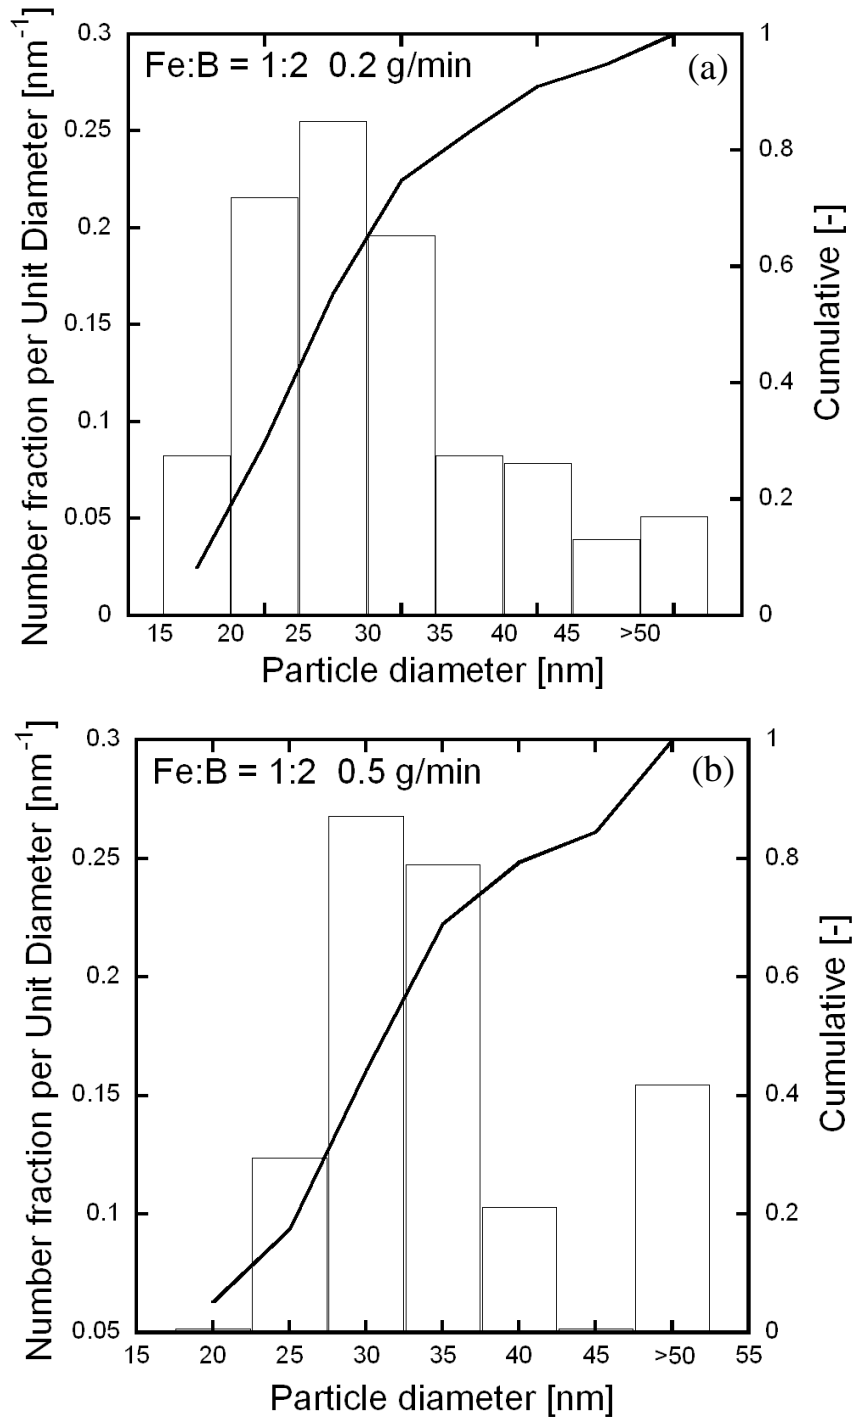 Fe:B = 1:2 0.2 g/min
(a)
Number fraction per Unit Diameter [nm-1]
0.3
0.25
0.2
0.15
0.1
0.05
0
1
0.8
0.6
0.4
0.2
0
Cumulative [-]
15 20 25 30 35 40 45 >50
Particle diameter [nm]
Fe:B = 1:2 0.5 g/min
(b)
Number fraction per Unit Diameter [nm-1]
0.3
0.25
0.2
0.15
0.1
0.05
1
0.8
0.6
0.4
0.2
0
Cumulative [-]
15 20 25 30 35 40 45 >50 55
Particle diameter [nm]